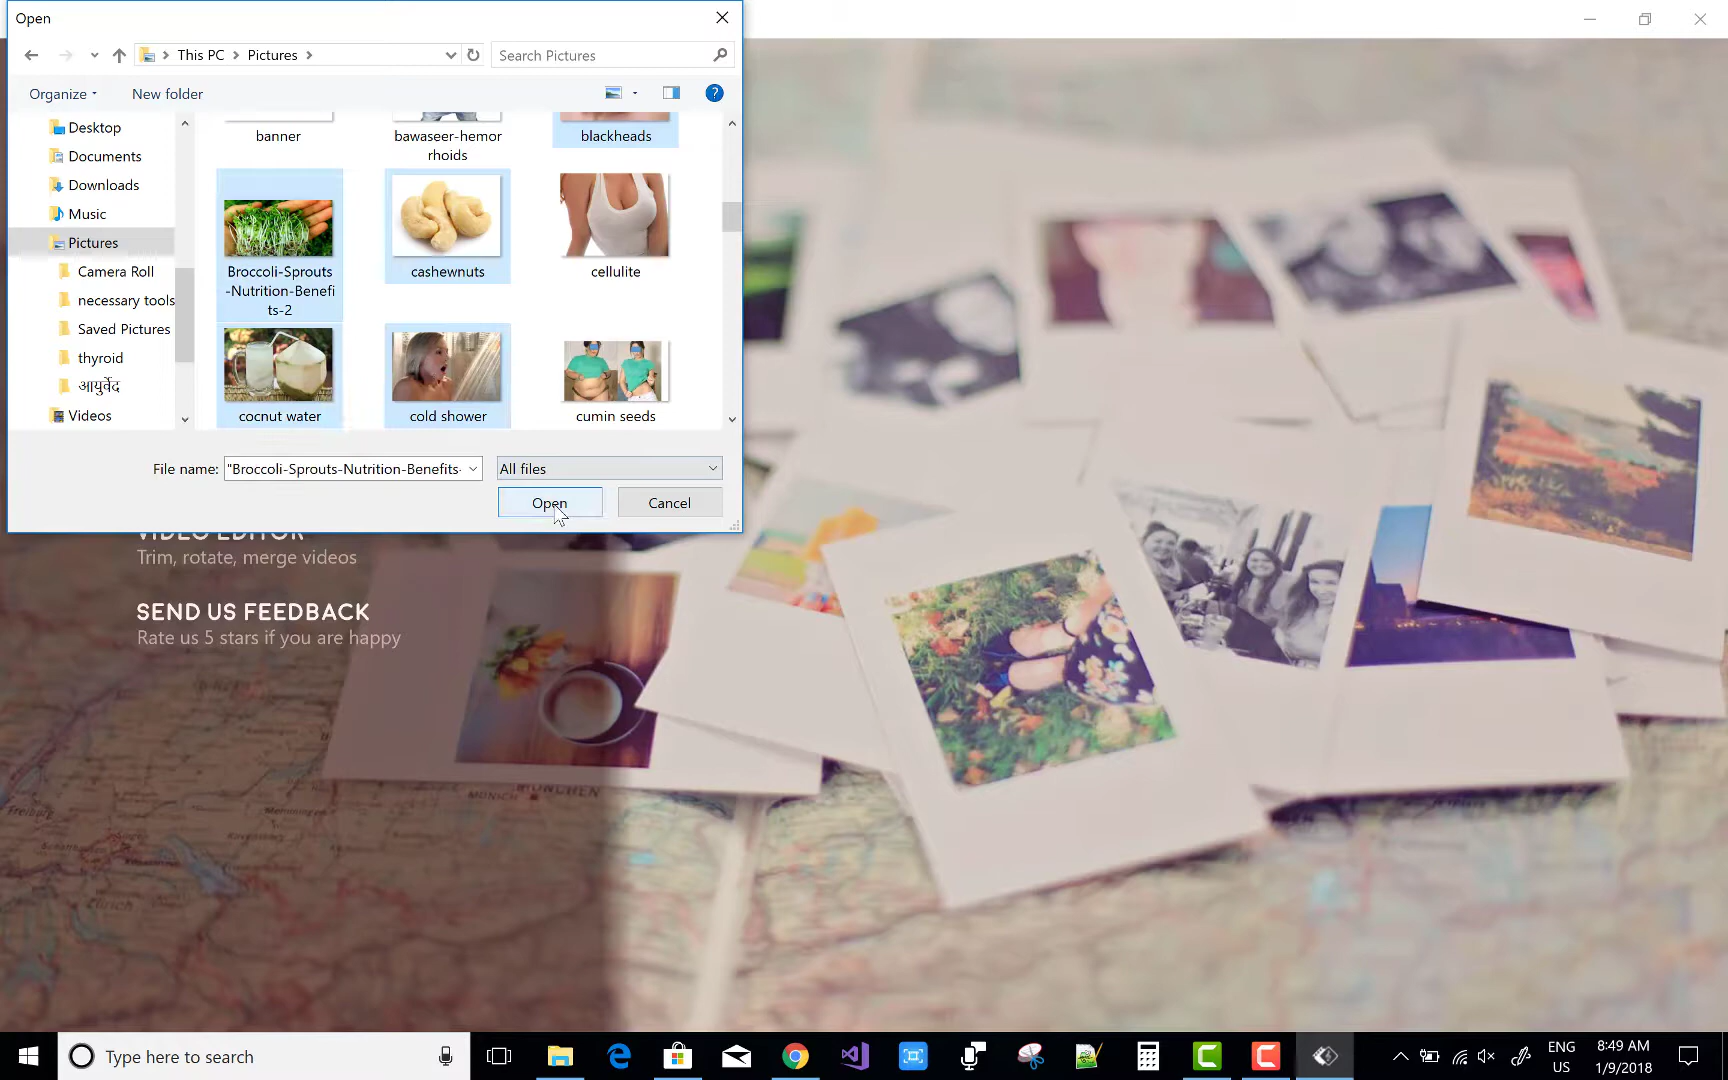 Open
This PC
Pictures
Search Pictures
Organize
New folder
?
Desktop
Documents
Downloads
Music
Pictures
Camera Roll
necessary tools
Saved Pictures
thyroid
आयुर्वेद
Videos
banner
bawaseer-hemor
rhoids
blackheads
Broccoli-Sprouts
-Nutrition-Benefi
ts-2
cashewnuts
cellulite
cocnut water
cold shower
cumin seeds
File name:
"Broccoli-Sprouts-Nutrition-Benefits-
All files
Open
Cancel
VIDEO EDITOR
Trim, rotate, merge videos
SEND US FEEDBACK
Rate us 5 stars if you are happy
MÜNCHEN
Type here to search
ENG
US
8:49 AM
1/9/2018